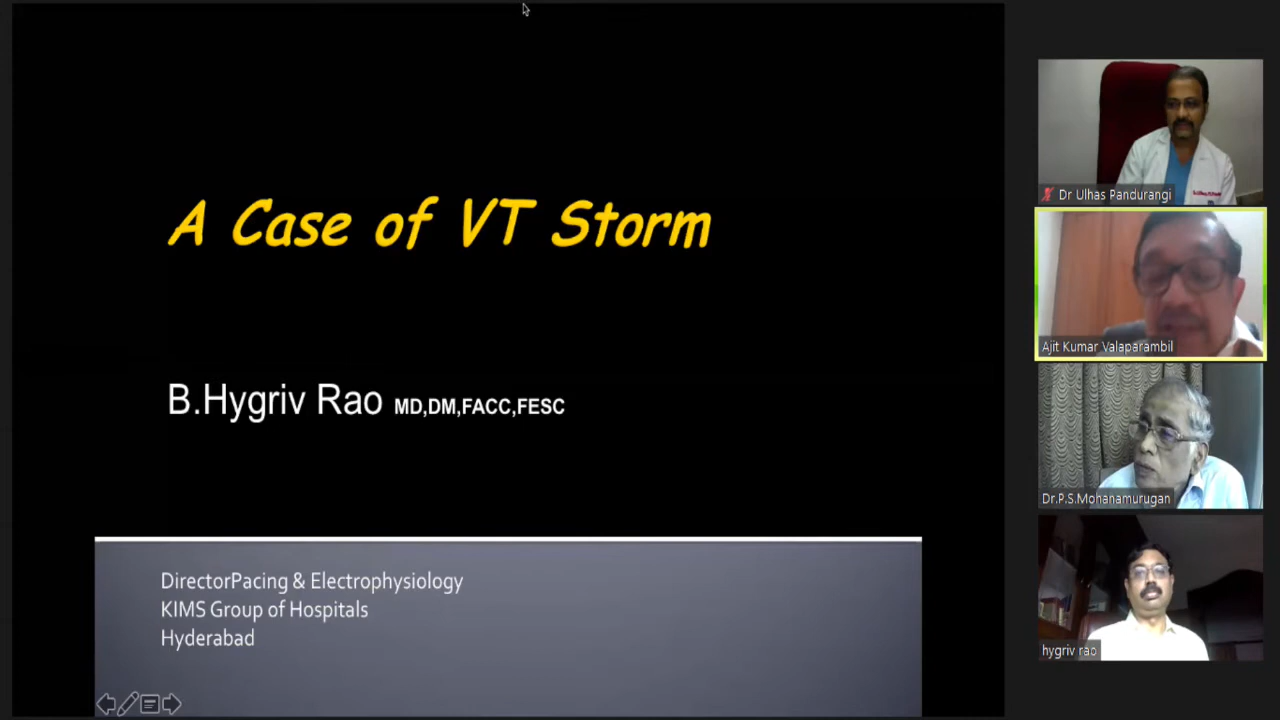 A Case of VT Storm
B.Hygriv Rao MD,DM,FACC,FESC
DirectorPacing & Electrophysiology
KIMS Group of Hospitals
Hyderabad
Dr Ulhas Pandurangi
Ajit Kumar Valaparambil
Dr.P.S.Mohanamurugan
hygriv rao